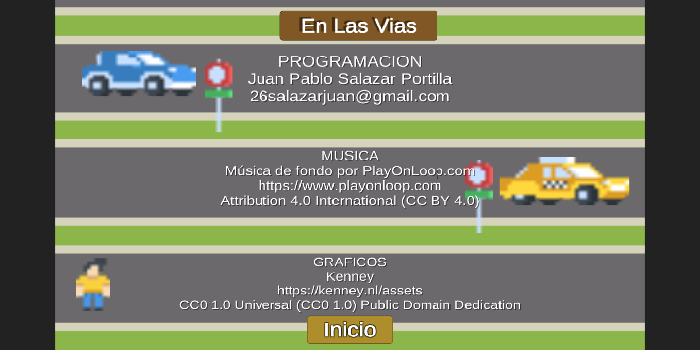 En Las Vias
PROGRAMACION
Juan Pablo Salazar Portilla
26salazarjuan@gmail.com
MUSICA
Música de fondo por PlayOnLoop.com
https://www.playonloop.com
Attribution 4.0 International (CC BY 4.0)
GRAFICOS
Kenney
https://kenney.nl/assets
CC0 1.0 Universal (CC0 1.0) Public Domain Dedication
Inicio